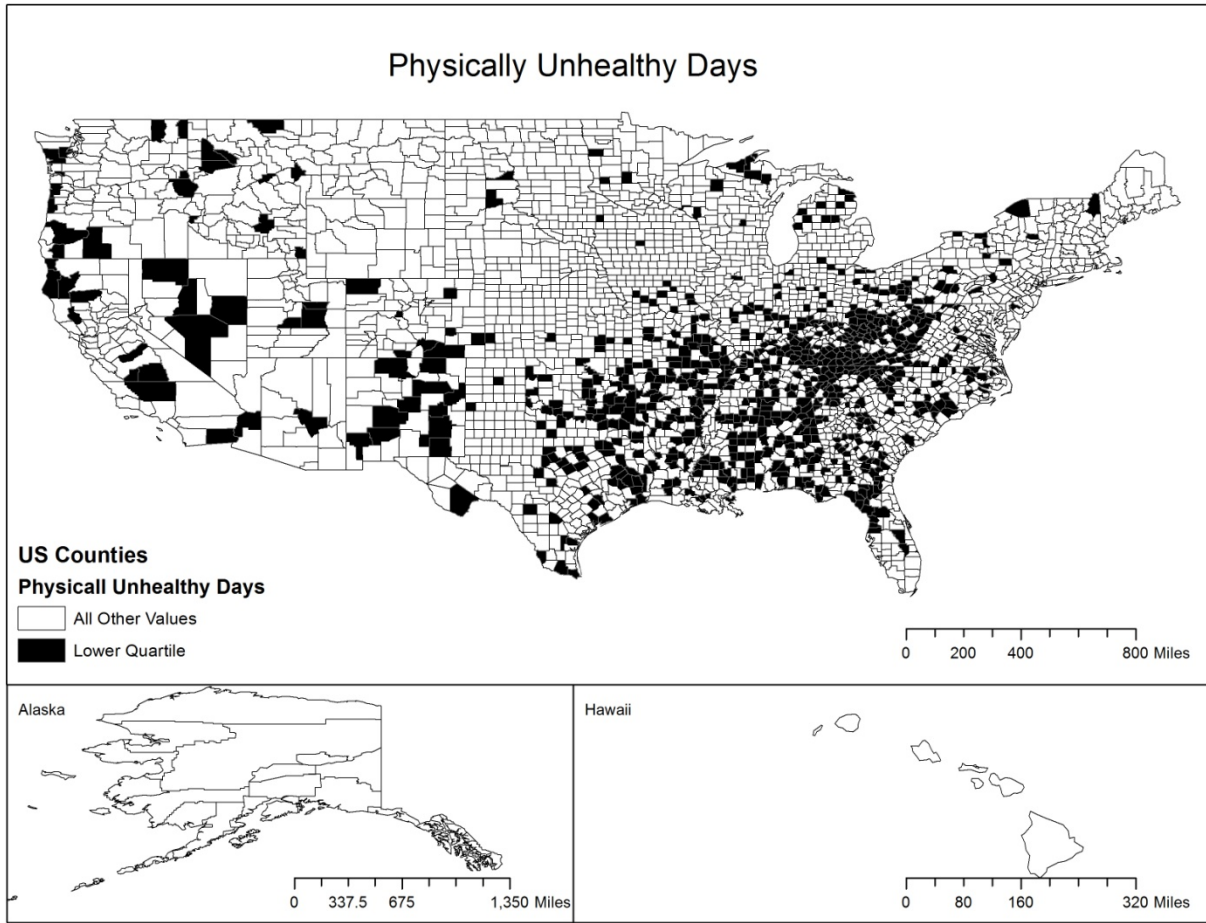 Physically Unhealthy Days
US Counties
Physicall Unhealthy Days
All Other Values
Lower Quartile
0 200 400 800 Miles
Alaska
0 337.5 675 1,350 Miles
Hawaii
0 80 160 320 Miles